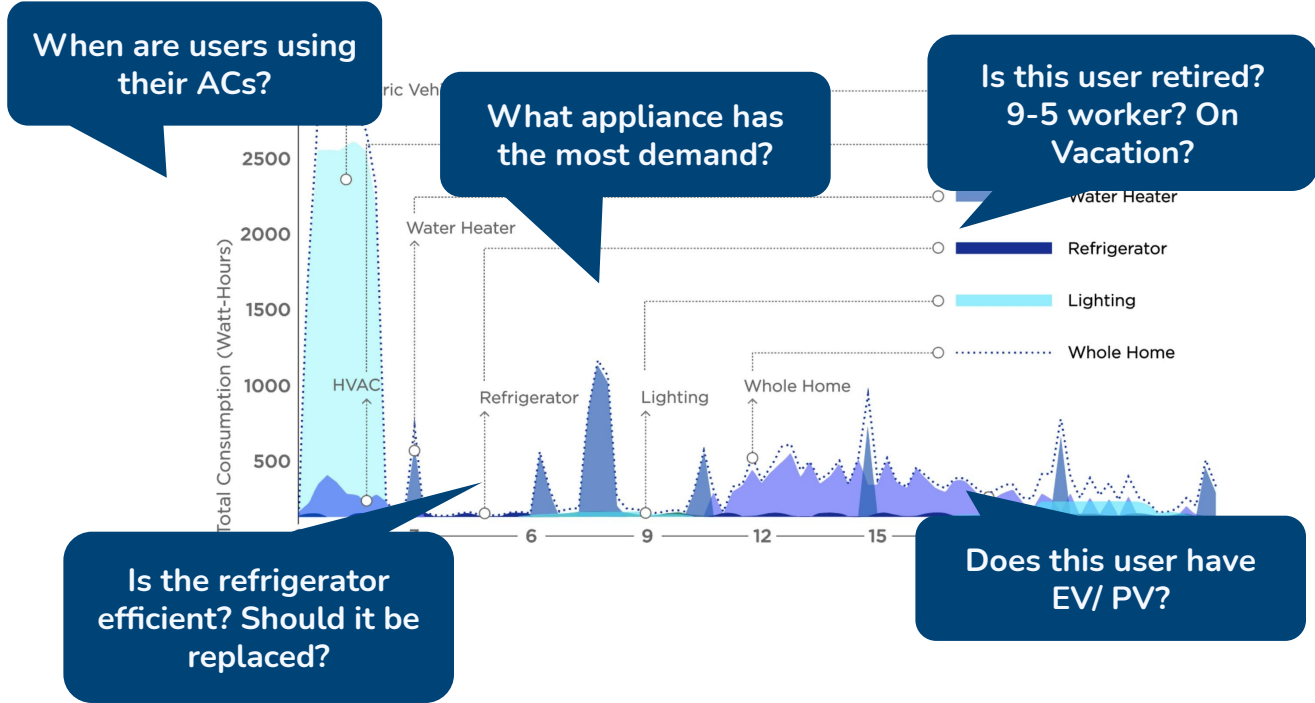 When are users using
their ACs?
What appliance has
the most demand?
Is this user retired?
9-5 worker? On
Vacation?
2500
2000
1500
1000
500
Total Consumption (Watt-Hours)
Water Heater
HVAC
Refrigerator
Lighting
Whole Home
Water Heater
Refrigerator
Lighting
Whole Home
6
9
12
15
Is the refrigerator
efficient? Should it be
replaced?
Does this user have
EV/ PV?